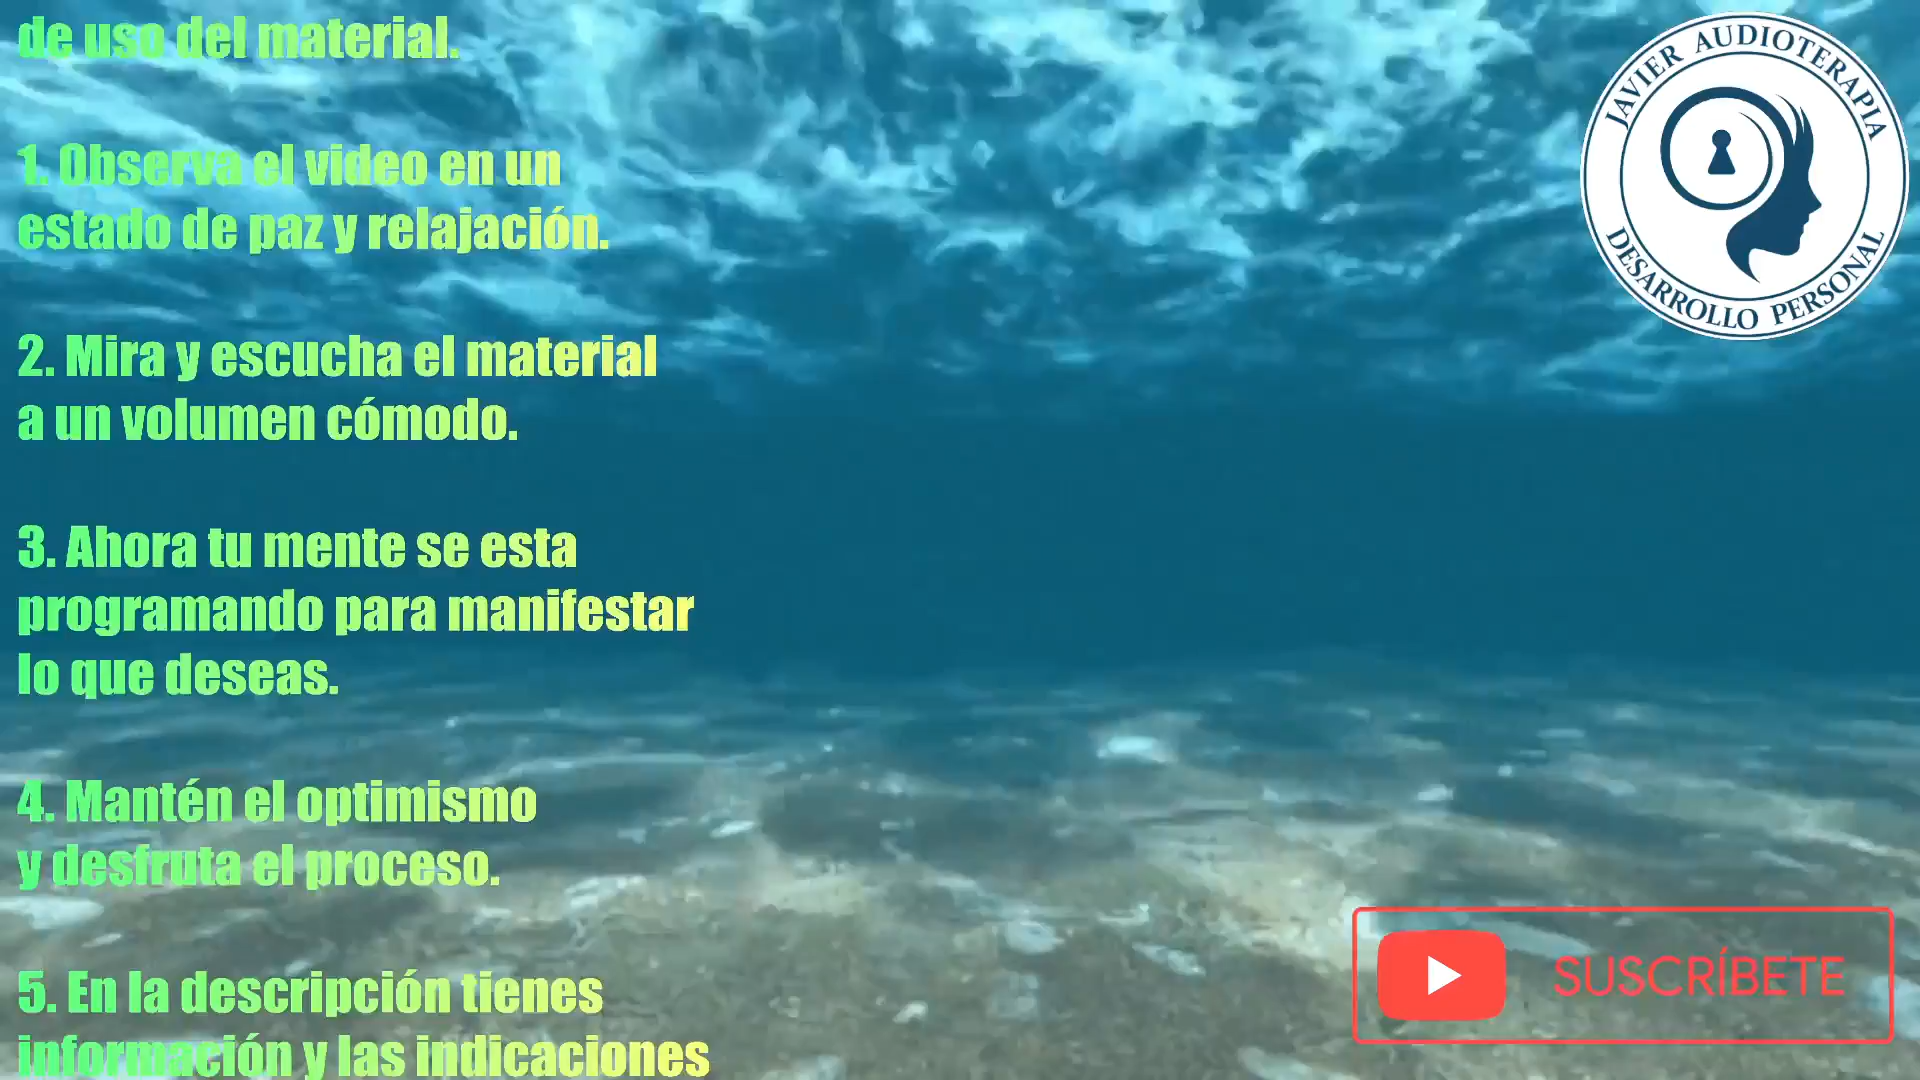 de uso del material.
1. Observa el video en un
estado de paz y relajación.
2. Mira y escucha el material
a un volumen cómodo.
3. Ahora tu mente se esta
programando para manifestar
lo que deseas.
4. Mantén el optimismo
y desfruta el proceso.
5. En la descripción tienes
información y las indicaciones
JAVIER AUDIOTERAPIA
DESARROLLO PERSONAL
SUSCRÍBETE